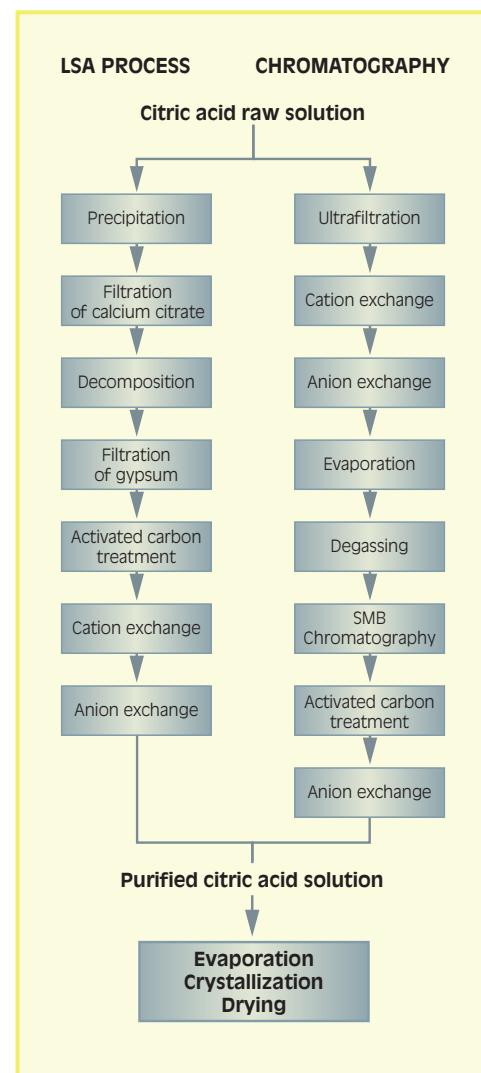 LSA PROCESS
CHROMATOGRAPHY
Citric acid raw solution
Precipitation
Filtration
of calcium citrate
Decomposition
Filtration
of gypsum
Activated carbon
treatment
Cation exchange
Anion exchange
Ultrafiltration
Cation exchange
Anion exchange
Evaporation
Degassing
SMB
Chromatography
Activated carbon
treatment
Anion exchange
Purified citric acid solution
Evaporation
Crystallization
Drying